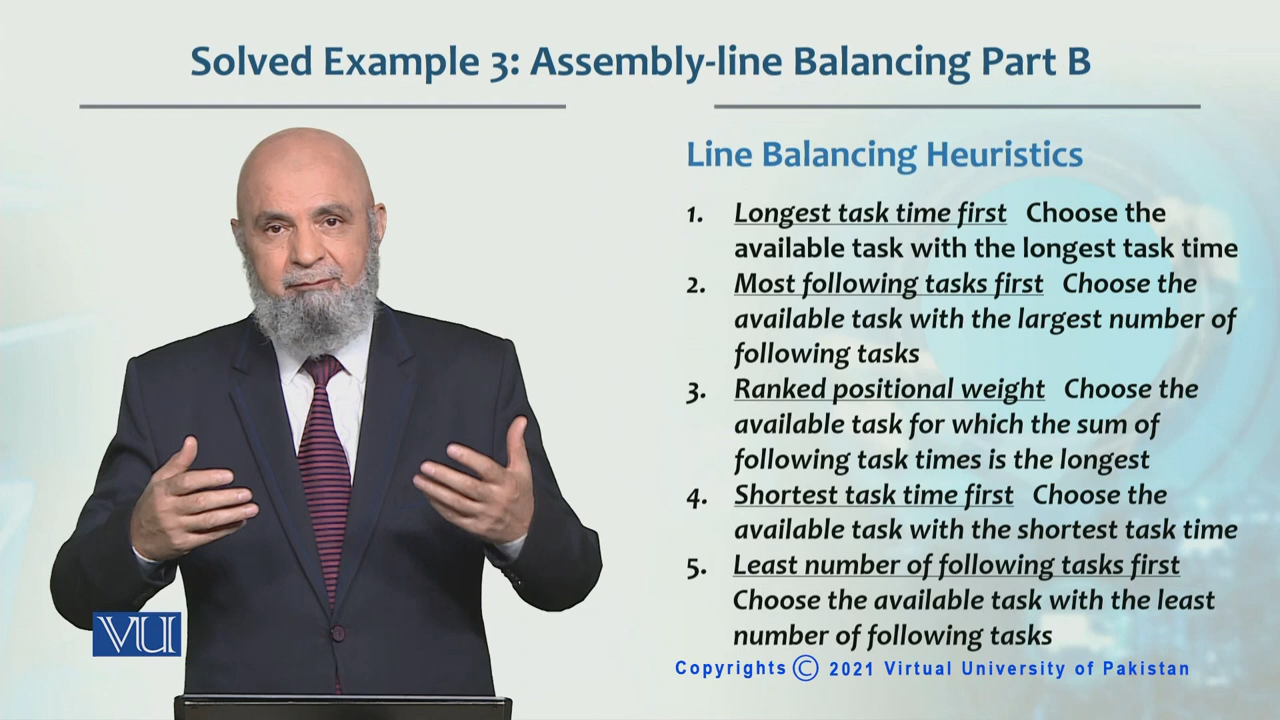 Solved Example 3: Assembly-line Balancing Part B
Line Balancing Heuristics
1. Longest task time first Choose the
available task with the longest task time
2. Most following tasks first Choose the
available task with the largest number of
following tasks
3. Ranked positional weight Choose the
available task for which the sum of
following task times is the longest
4. Shortest task time first Choose the
available task with the shortest task time
5. Least number of following tasks first
Choose the available task with the least
number of following tasks
VU
Copyrights © 2021 Virtual University of Pakistan